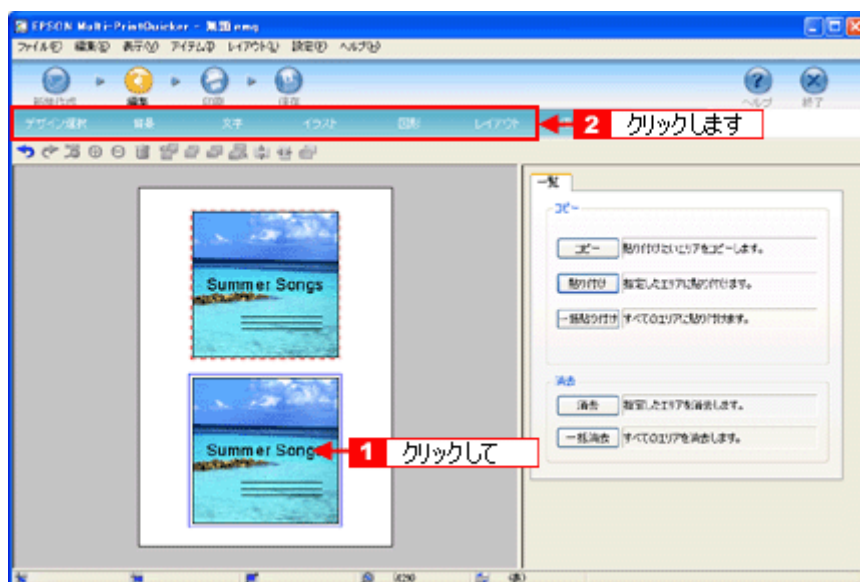 EPSON Multi-PrintQuicker - 無題.emq
ファイル(F) 編集(E) 表示(V) アイテム(I) レイアウト(L) 設定(O) ヘルプ(H)
新規作成 編集 印刷 保存 ヘルプ 終了
デザイン選択 背景 文字 イラスト 図形 レイアウト
2 クリックします
一覧
コピー
コピー 貼り付けたいエリアをコピーします。
貼り付け 指定したエリアに貼り付けます。
一括貼り付け すべてのエリアに貼り付けます。
消去
消去 指定したエリアを消去します。
一括消去 すべてのエリアを消去します。
Summer Songs
Summer Songs
1 クリックして